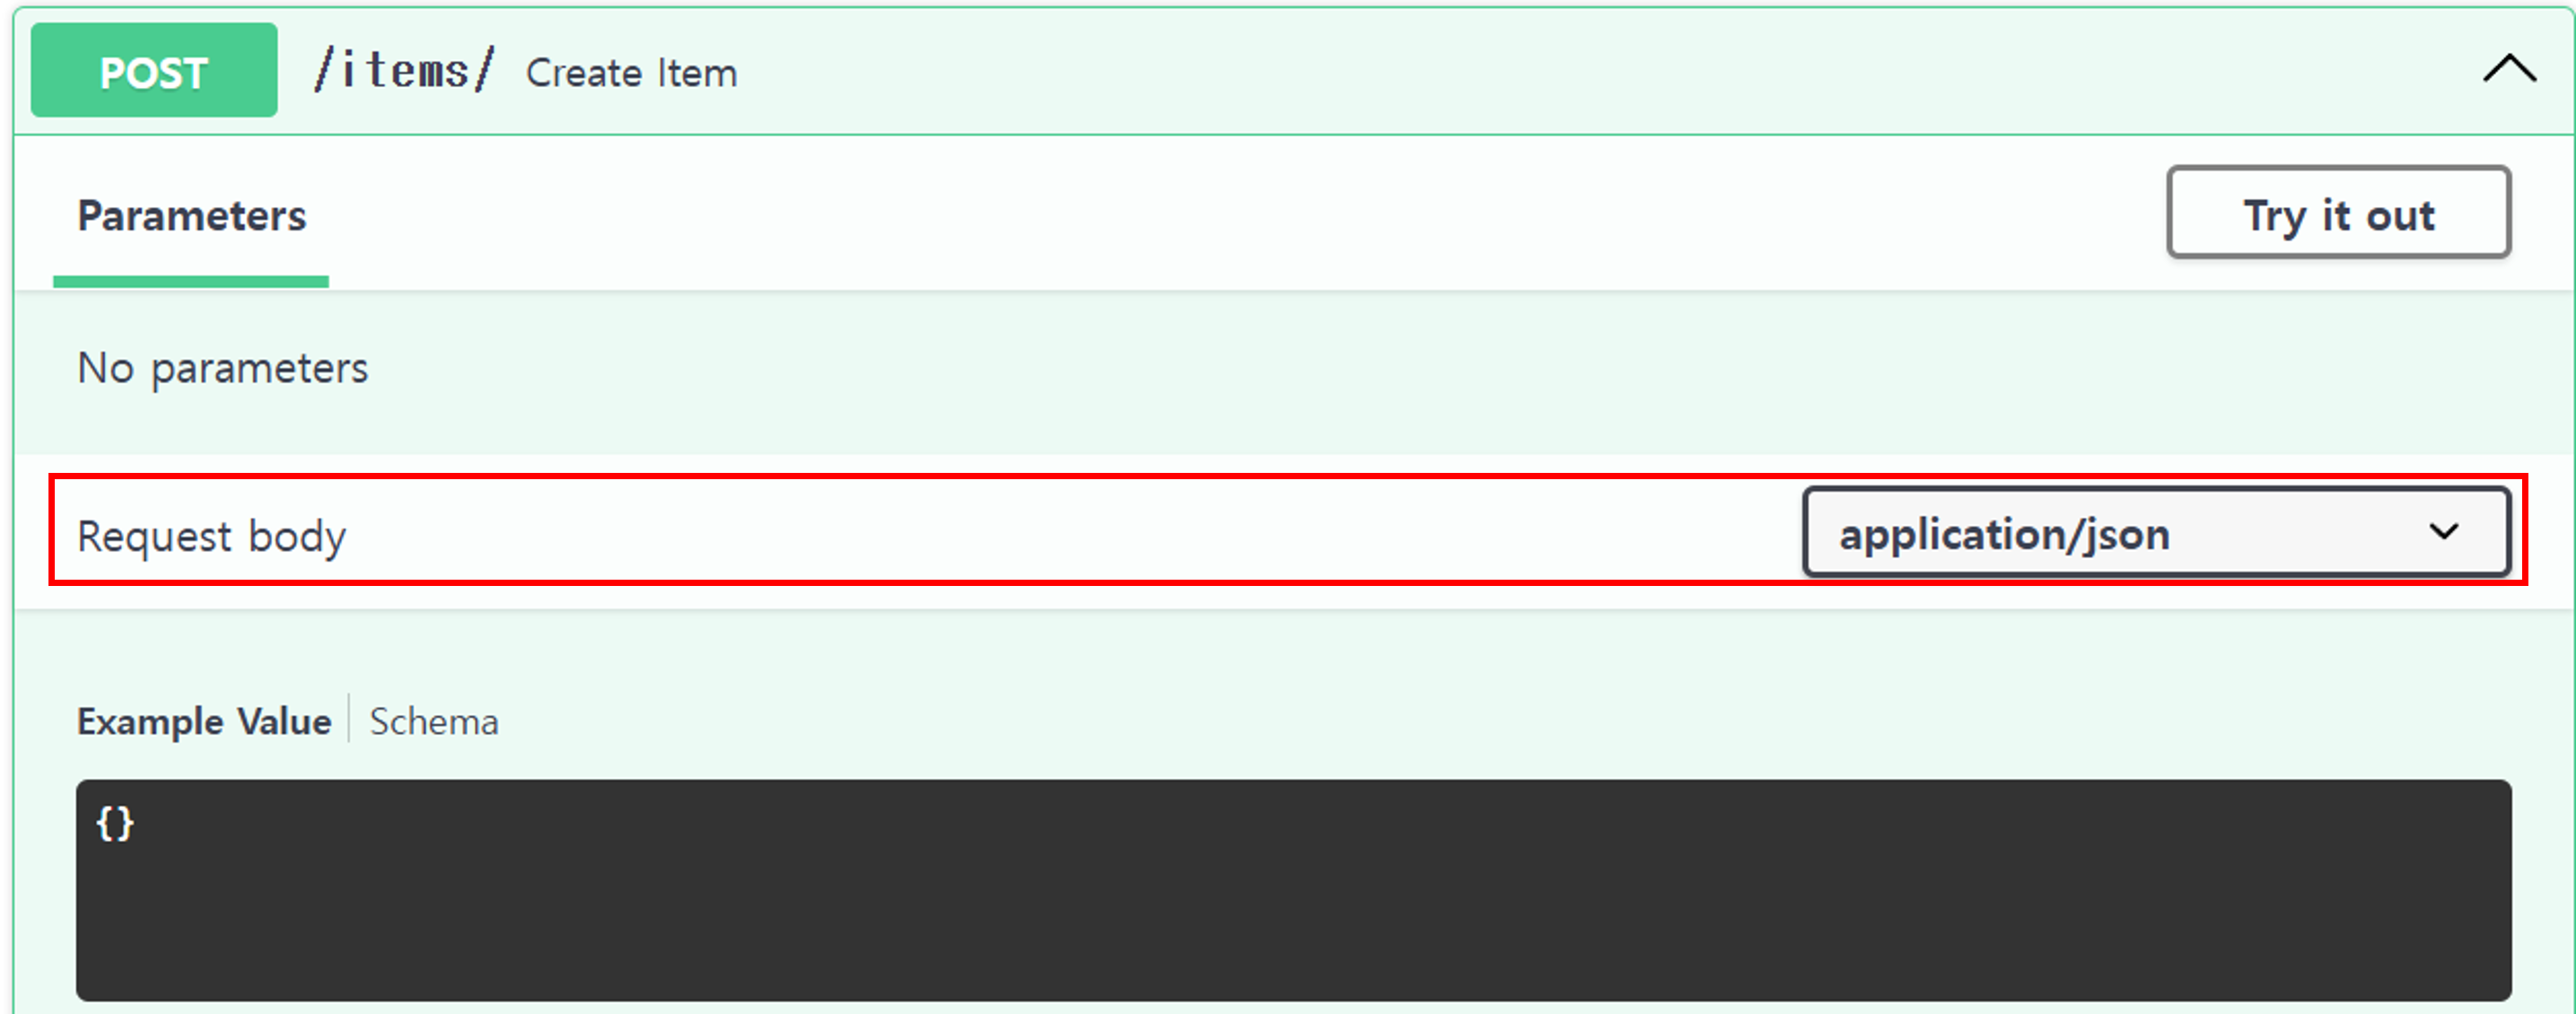 POST /items/ Create Item
Parameters Try it out
No parameters
Request body application/json
Example Value Schema
{}